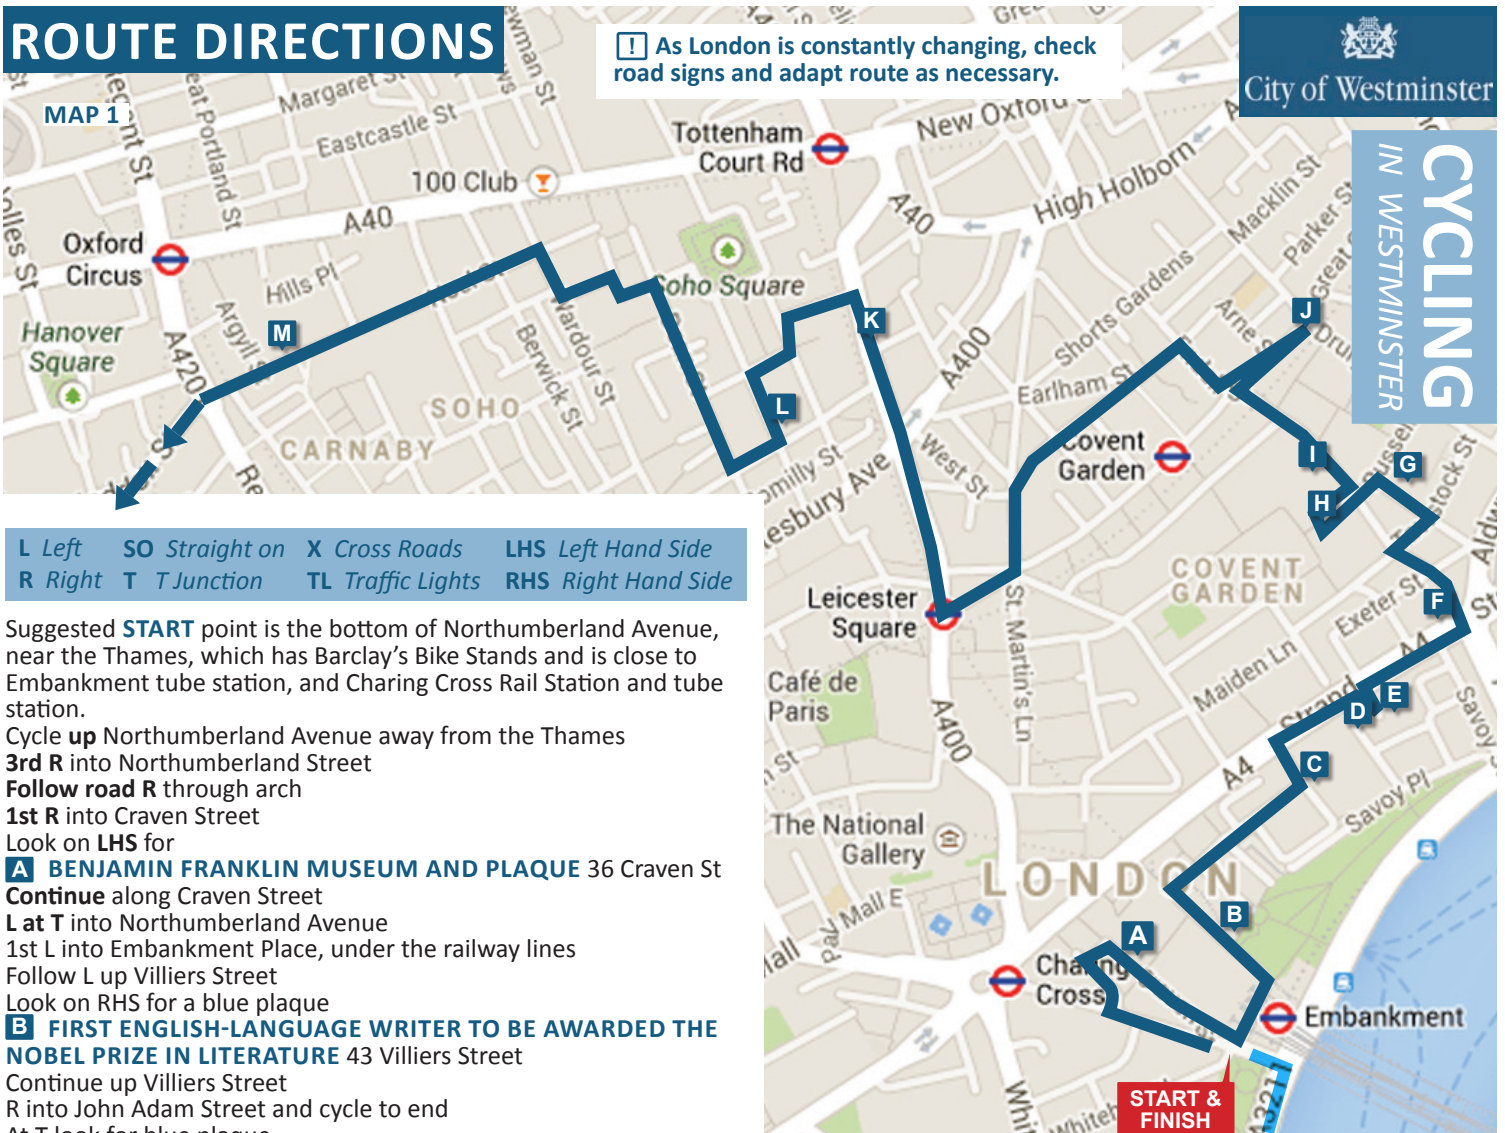 ROUTE DIRECTIONS
! As London is constantly changing, check
road signs and adapt route as necessary.
City of Westminster
CYCLING
IN WESTMINSTER
MAP 1
Margaret St
Eastcastle St
100 Club
A40
Tottenham
Court Rd
New Oxford
High Holborn
A40
Macklin St
Parker St
Great
Oxford
Circus
Hills Pl
Argyll
Hanover
Square
A420
M
Soho Square
K
Wardour St
Berwick St
SOHO
CARNABY
L
A400
West St
Shorts Gardens
Earlham St
Arne
J
Covent
Garden
I
G
H
COVENT
GARDEN
Exeter St
F
Leicester
Square
St. Martin's Ln
Maiden Ln
Strand
A4
D
E
Café de
Paris
A400
C
A4
Savoy Pl
Savoy
The National
Gallery
LONDON
Pall Mall E
B
A
Charing
Cross
Embankment
START &
FINISH
A3211
L Left SO Straight on X Cross Roads LHS Left Hand Side
R Right T T Junction TL Traffic Lights RHS Right Hand Side
Suggested START point is the bottom of Northumberland Avenue,
near the Thames, which has Barclay's Bike Stands and is close to
Embankment tube station, and Charing Cross Rail Station and tube
station.
Cycle up Northumberland Avenue away from the Thames
3rd R into Northumberland Street
Follow road R through arch
1st R into Craven Street
Look on LHS for
A BENJAMIN FRANKLIN MUSEUM AND PLAQUE 36 Craven St
Continue along Craven Street
L at T into Northumberland Avenue
1st L into Embankment Place, under the railway lines
Follow L up Villiers Street
Look on RHS for a blue plaque
B FIRST ENGLISH-LANGUAGE WRITER TO BE AWARDED THE
NOBEL PRIZE IN LITERATURE 43 Villiers Street
Continue up Villiers Street
R into John Adam Street and cycle to end
At T look for blue plaque